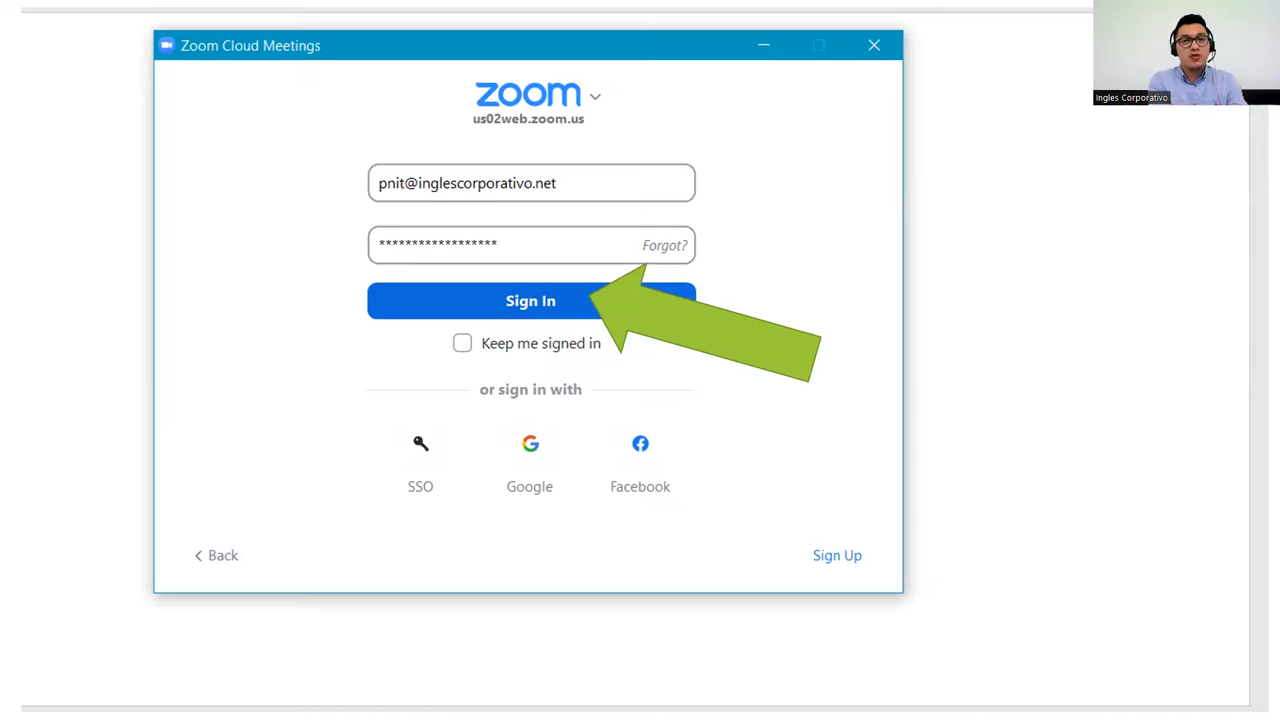 Zoom Cloud Meetings
zoom
us02web.zoom.us
pnit@inglescorporativo.net
****************** Forgot?
Sign In
Keep me signed in
or sign in with
SSO Google Facebook
Back Sign Up
Ingles Corporativo